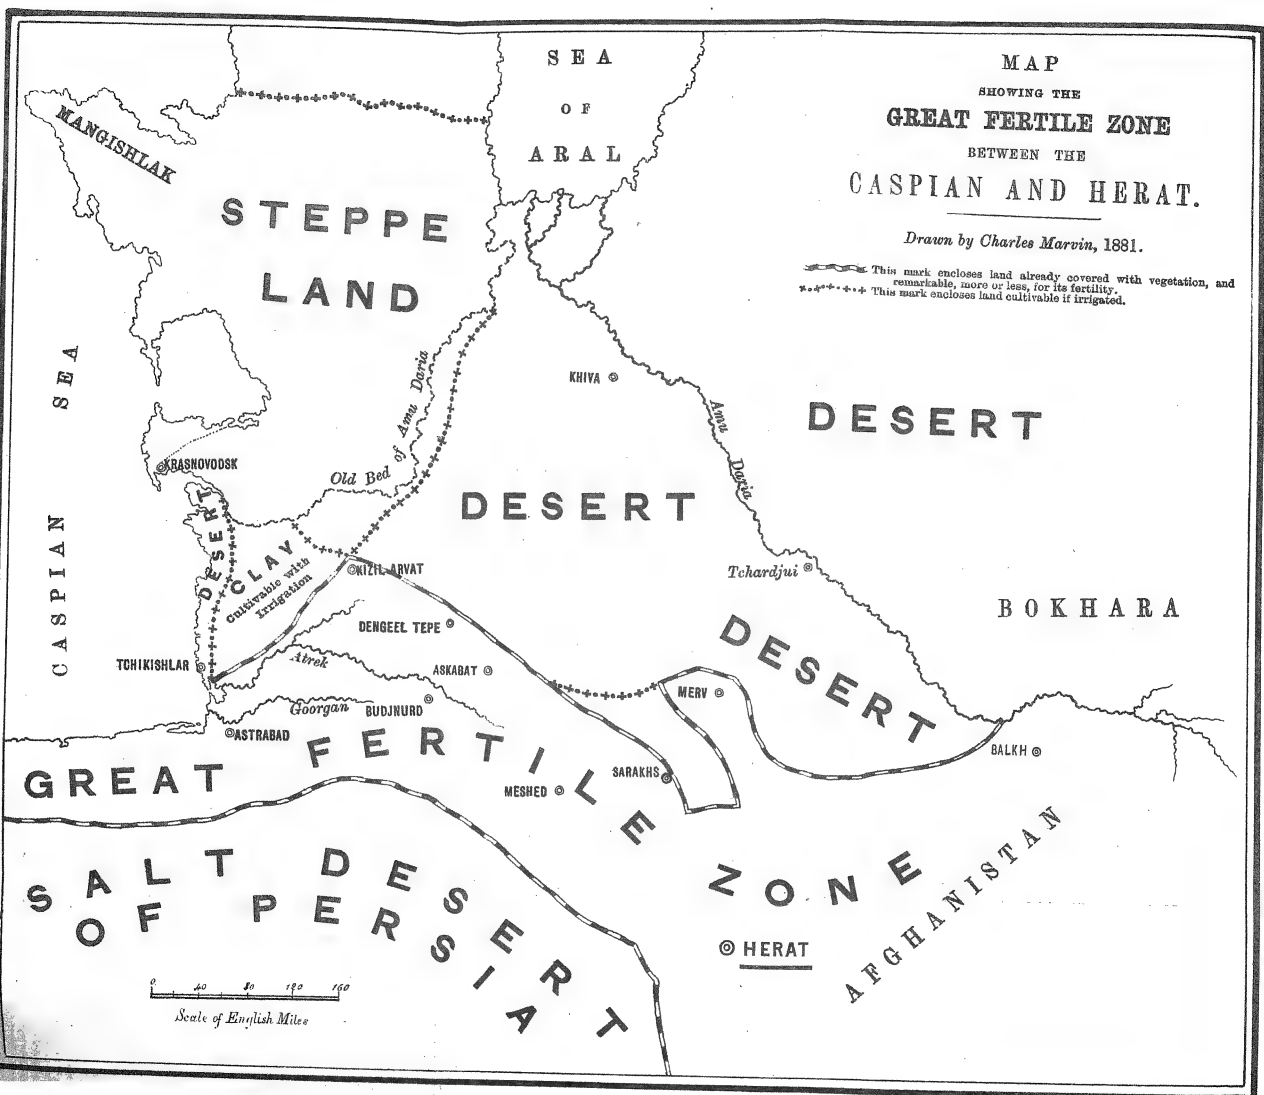 MAP
SHOWING THE
GREAT FERTILE ZONE
BETWEEN THE
CASPIAN AND HERAT.
Drawn by Charles Marvin, 1881.
This mark encloses land already covered with vegetation, and
remarkable, more or less, for its fertility.
This mark encloses land cultivable if irrigated.
SEA
OF
ARAL
MANGISHLAK
STEPPE
LAND
CASPIAN SEA
KHIVA
Amu Daria
DESERT
Old Bed of Amu Daria
KRASNOVODSK
DESERT
DESERT
CLAY
Cultivable with
Irrigation
KIZIL-ARVAT
Tchardjui
BOKHARA
DENGEEL TEPE
DESERT
TCHIKISHLAR
Atrek
ASKABAT
MERV
Goorgan
BUDJNURD
ASTRABAD
BALKH
SARAKHS
MESHED
GREAT FERTILE ZONE
SALT DESERT
OF PERSIA
HERAT
AFGHANISTAN
0 40 80 120 160
Scale of English Miles